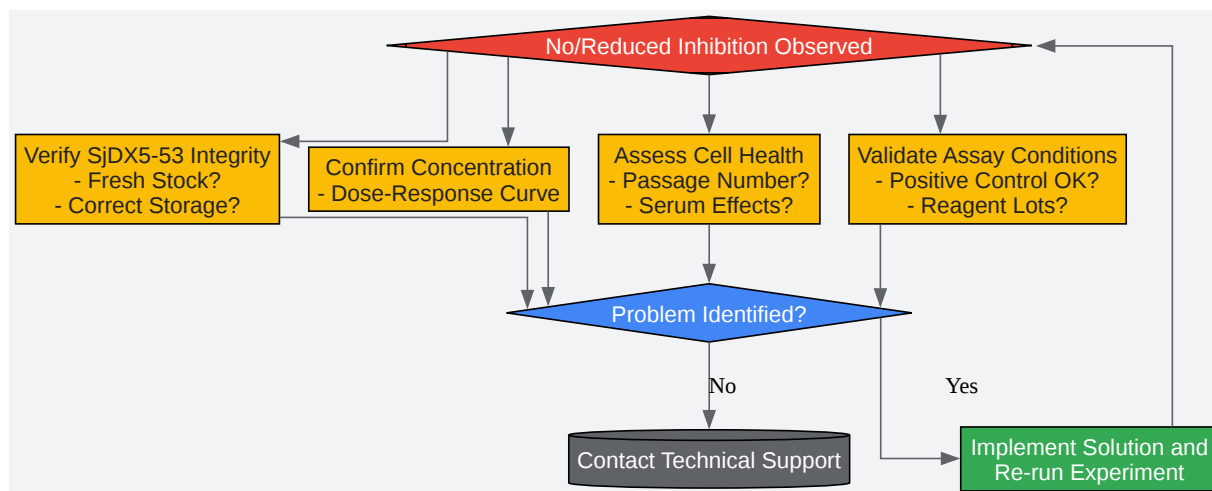 No/Reduced Inhibition Observed
Verify SjDX5-53 Integrity
- Fresh Stock?
- Correct Storage?
Confirm Concentration
- Dose-Response Curve
Assess Cell Health
- Passage Number?
- Serum Effects?
Validate Assay Conditions
- Positive Control OK?
- Reagent Lots?
Problem Identified?
No
Yes
Contact Technical Support
Implement Solution and
Re-run Experiment